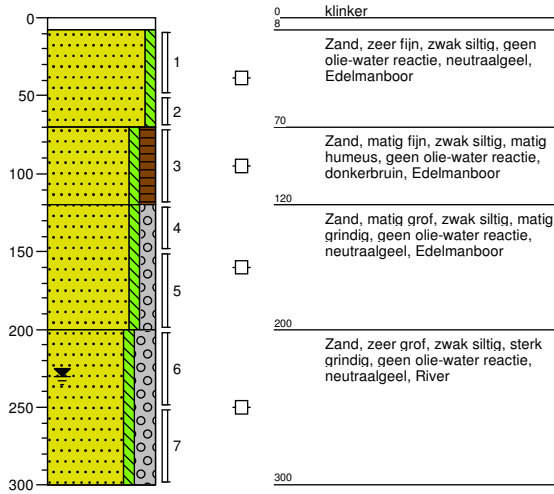 0
50
100
150
200
250
300
1
2
3
4
5
6
7
0
klinker
8
Zand, zeer fijn, zwak siltig, geen
olie-water reactie, neutraalgeel,
Edelmanboor
70
Zand, matig fijn, zwak siltig, matig
humeus, geen olie-water reactie,
donkerbruin, Edelmanboor
120
Zand, matig grof, zwak siltig, matig
grindig, geen olie-water reactie,
neutraalgeel, Edelmanboor
200
Zand, zeer grof, zwak siltig, sterk
grindig, geen olie-water reactie,
neutraalgeel, River
300